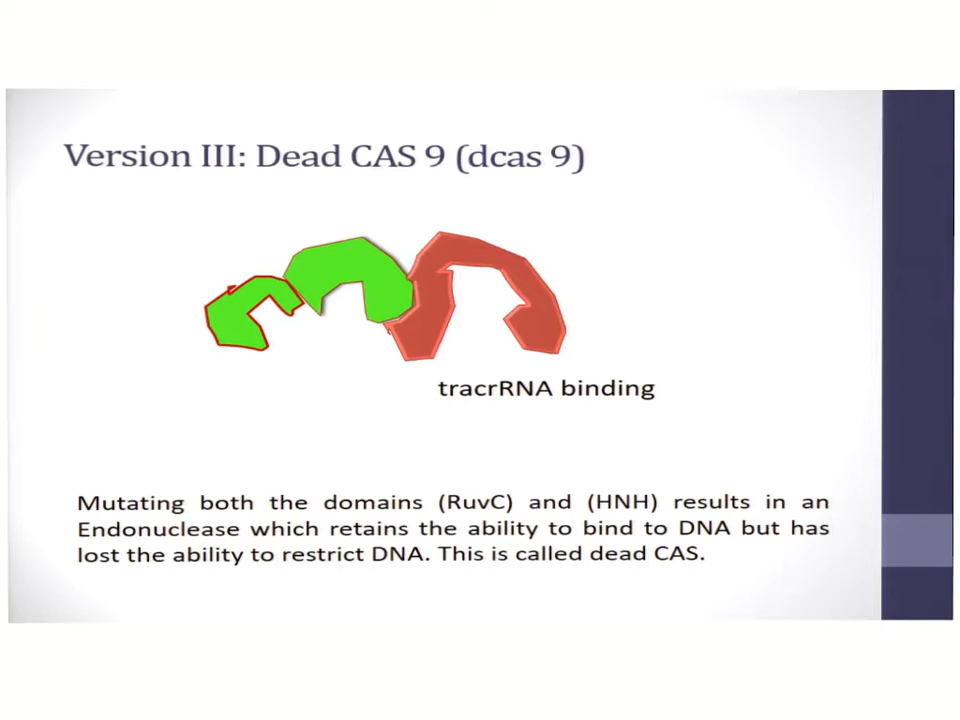 Version III: Dead CAS 9 (dcas 9)
tracrRNA binding
Mutating both the domains (RuvC) and (HNH) results in an
Endonuclease which retains the ability to bind to DNA but has
lost the ability to restrict DNA. This is called dead CAS.